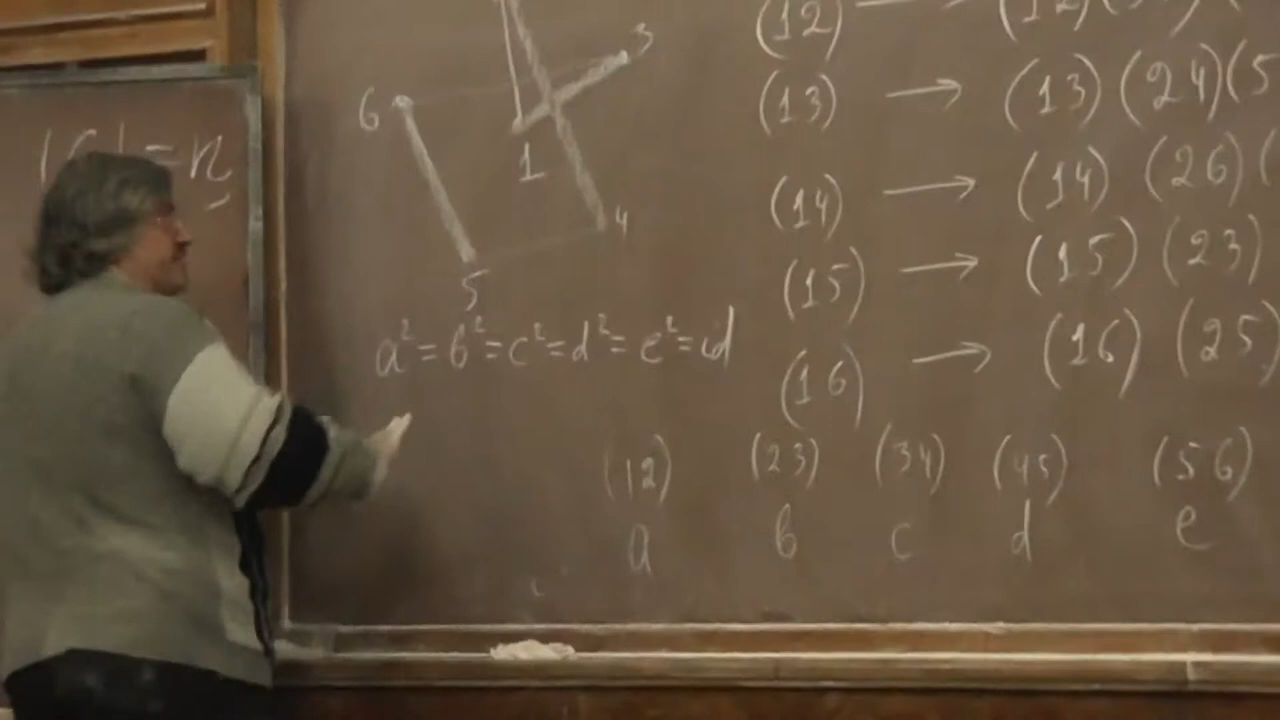 = n
3
6
1
4
5
a² = b² = c² = d² = e² = id
(12) →
(13) → (13) (24) (5
(14) → (14) (26) (
(15) → (15) (23)
(16) → (16) (25)
(12) (23) (34) (45) (56)
a b c d e